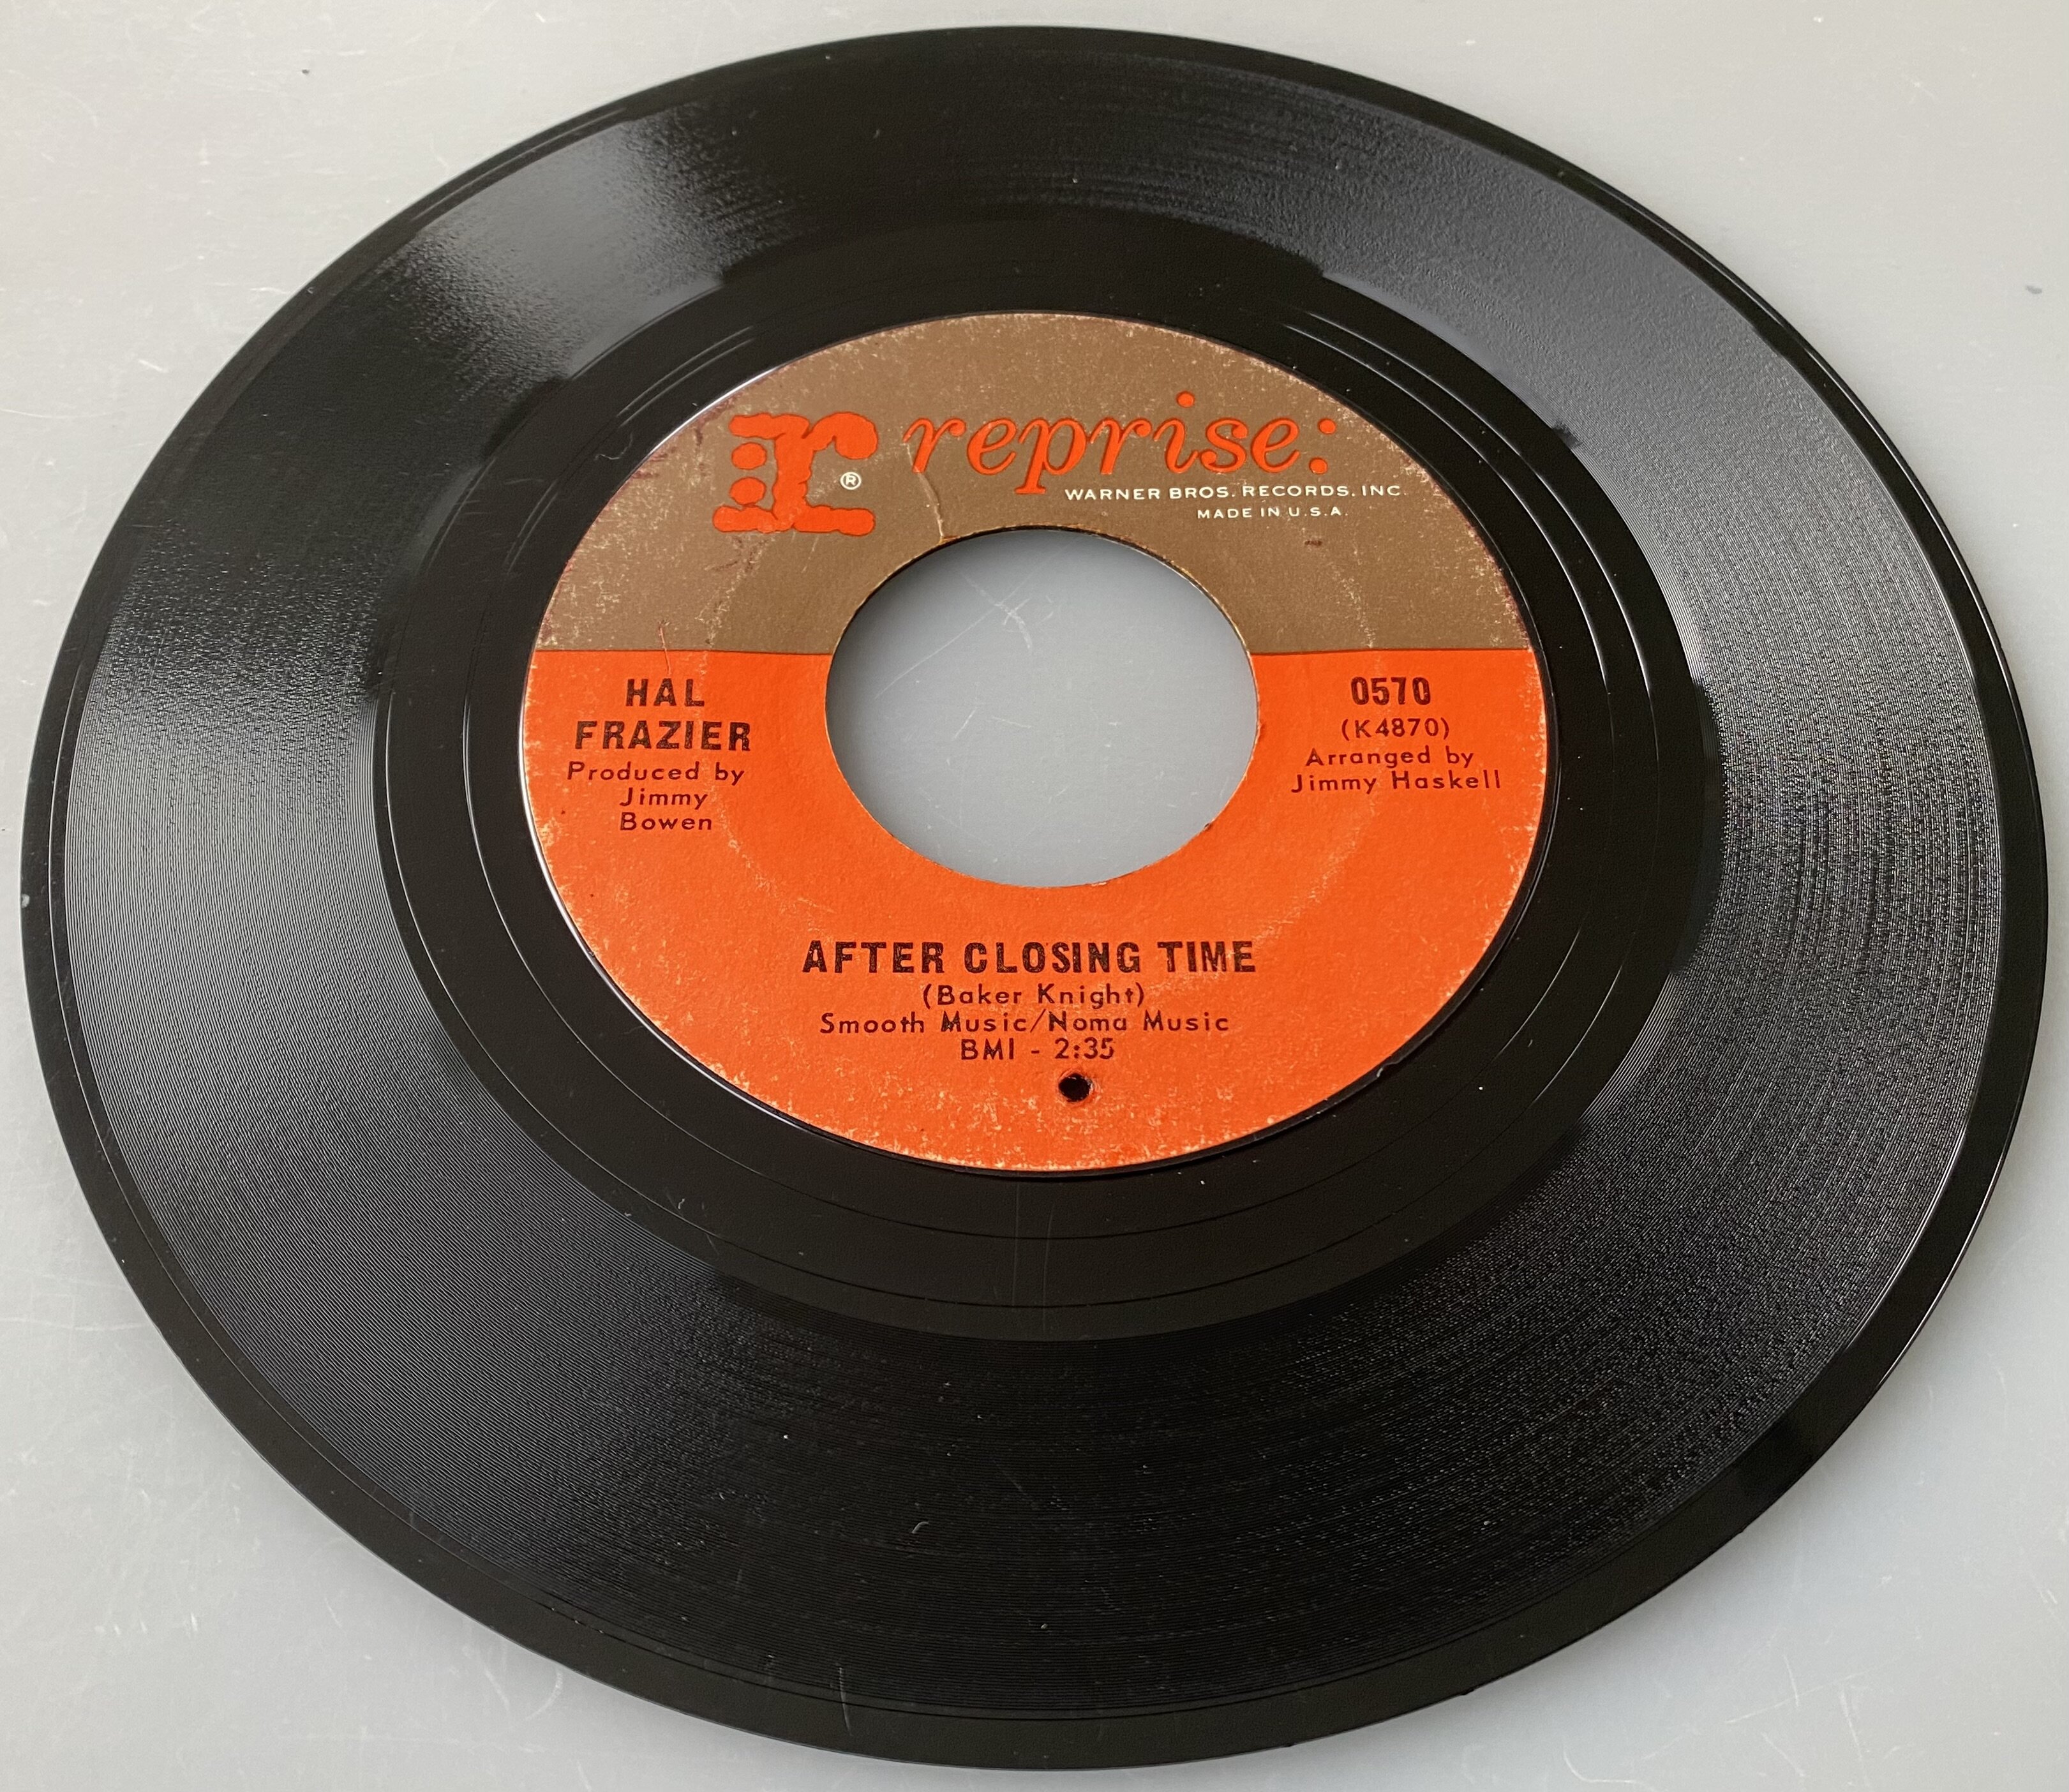 r® reprise:
WARNER BROS. RECORDS, INC.
MADE IN U.S.A.
HAL
FRAZIER
Produced by
Jimmy
Bowen
0570
(K4870)
Arranged by
Jimmy Haskell
AFTER CLOSING TIME
(Baker Knight)
Smooth Music/Noma Music
BMI - 2:35